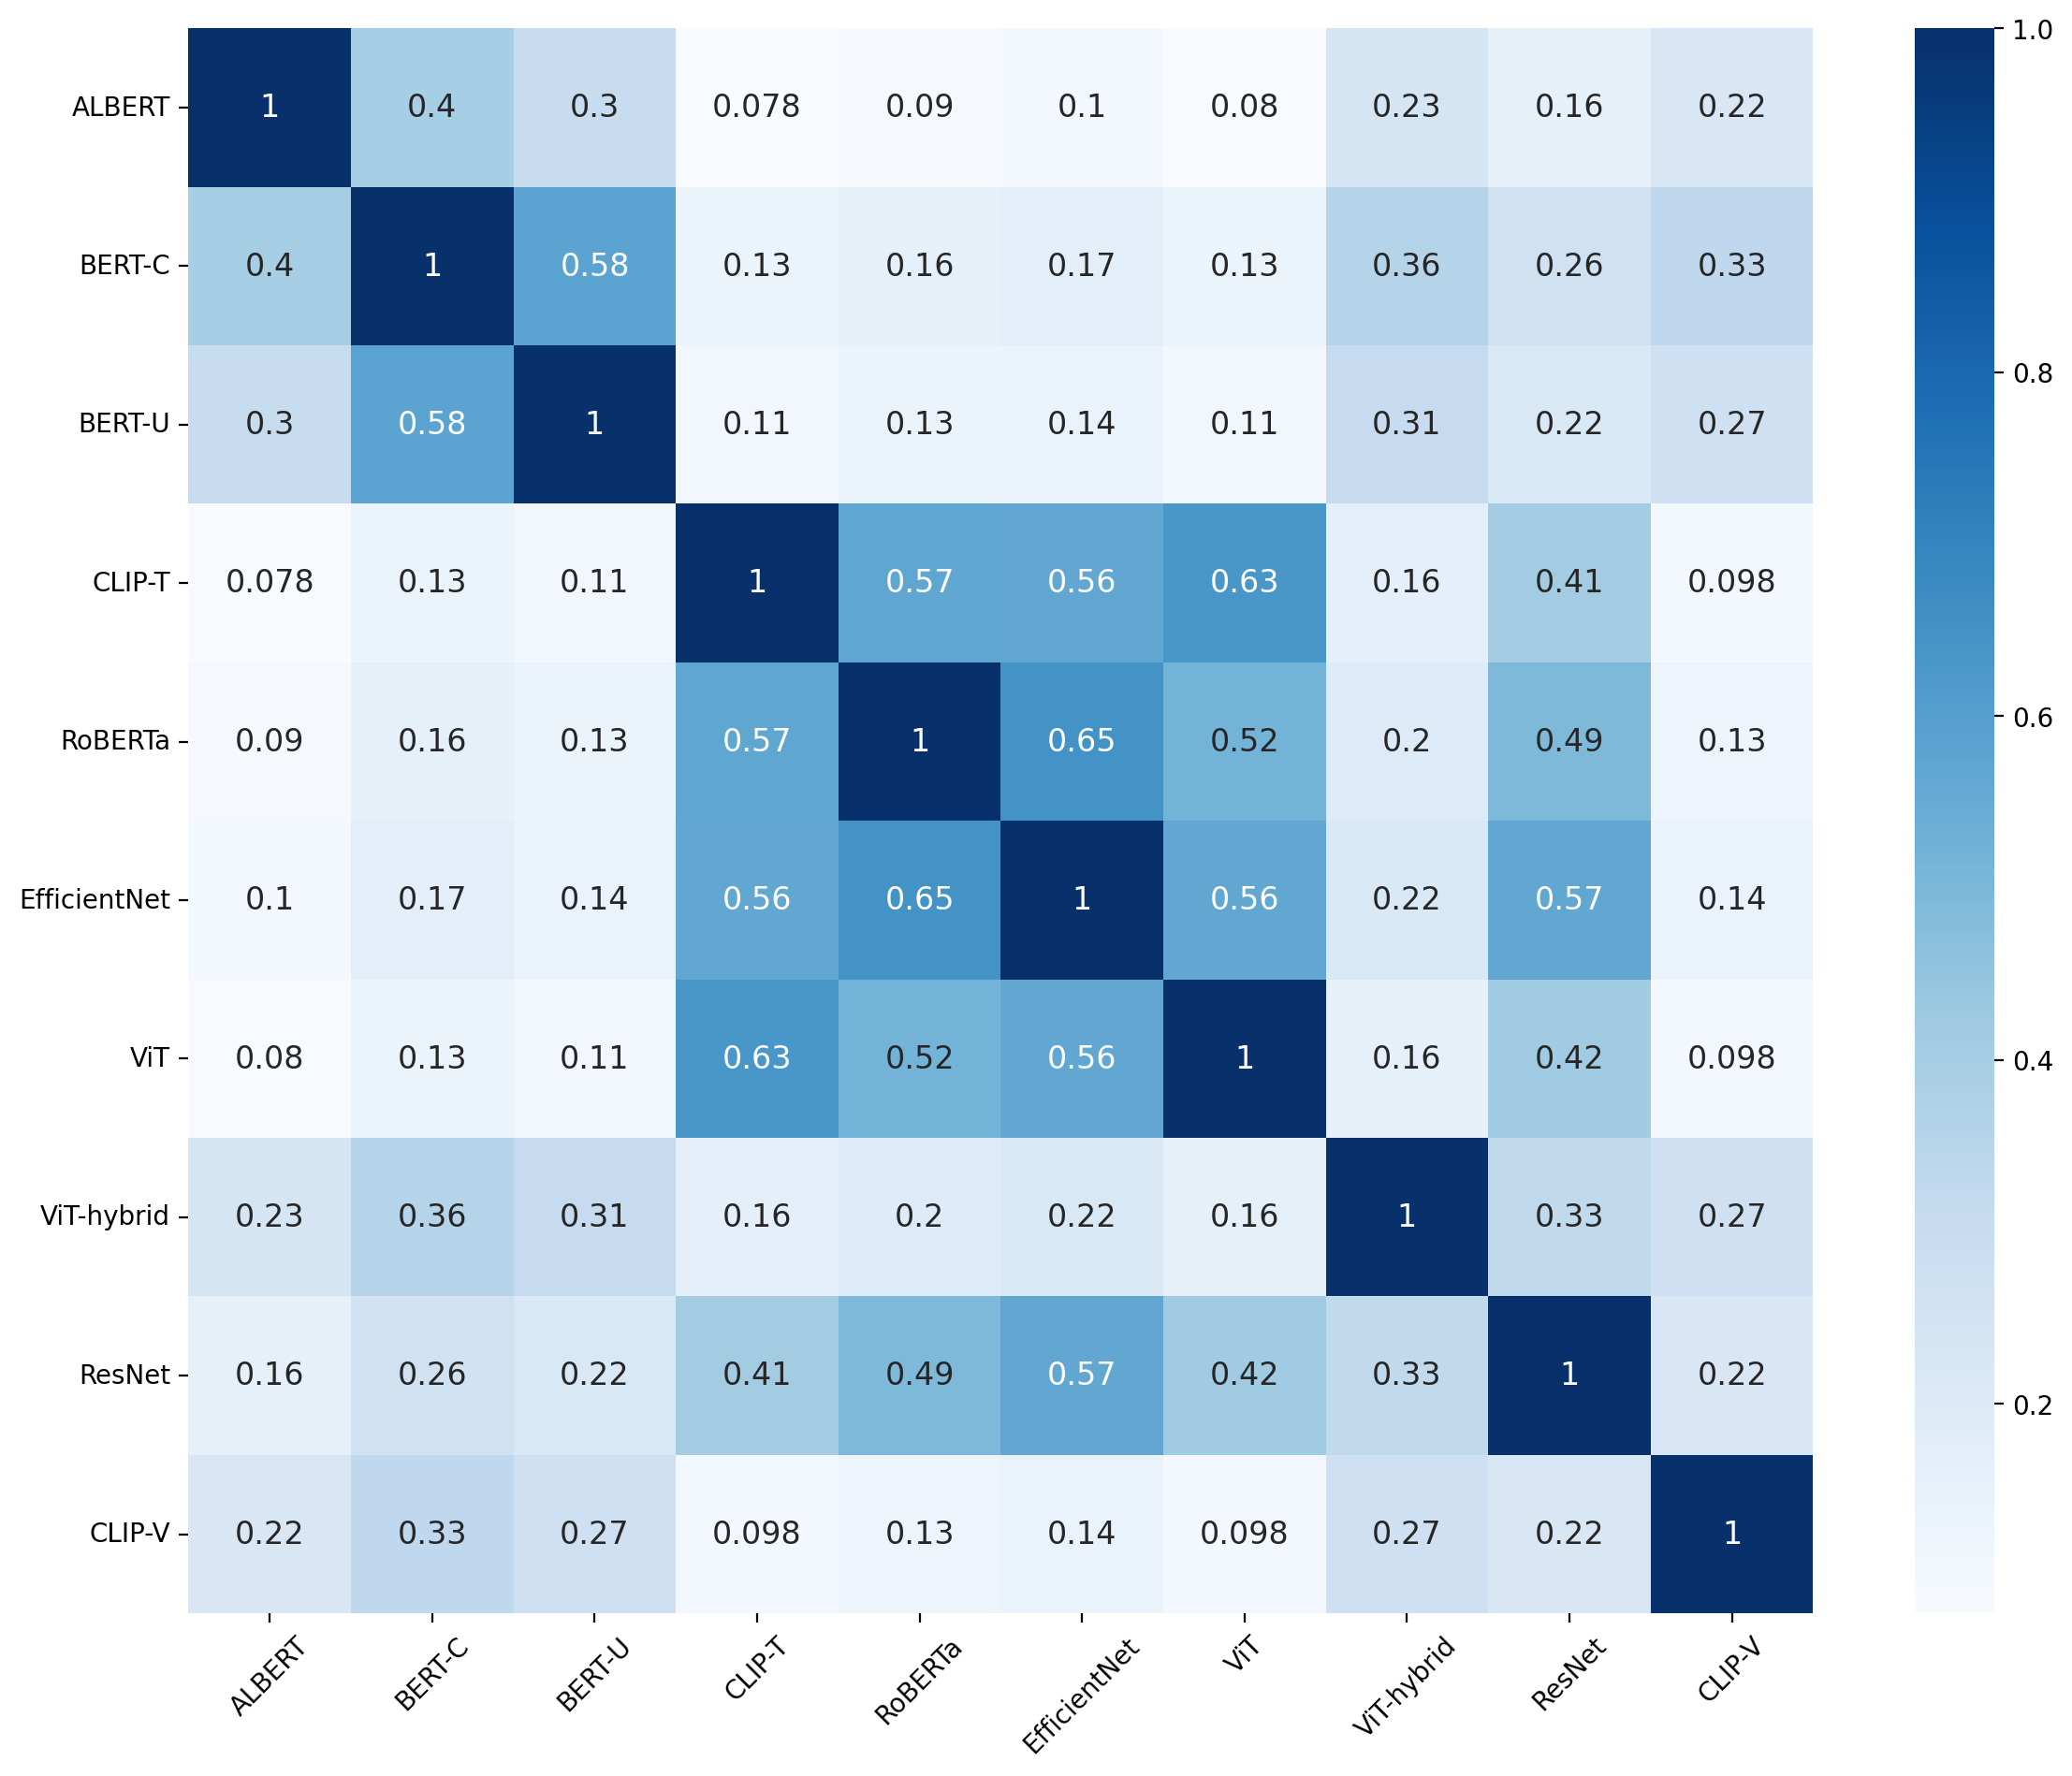 ALBERT 1 0.4 0.3 0.078 0.09 0.1 0.08 0.23 0.16 0.22
BERT-C 0.4 1 0.58 0.13 0.16 0.17 0.13 0.36 0.26 0.33
BERT-U 0.3 0.58 1 0.11 0.13 0.14 0.11 0.31 0.22 0.27
CLIP-T 0.078 0.13 0.11 1 0.57 0.56 0.63 0.16 0.41 0.098
RoBERTa 0.09 0.16 0.13 0.57 1 0.65 0.52 0.2 0.49 0.13
EfficientNet 0.1 0.17 0.14 0.56 0.65 1 0.56 0.22 0.57 0.14
ViT 0.08 0.13 0.11 0.63 0.52 0.56 1 0.16 0.42 0.098
ViT-hybrid 0.23 0.36 0.31 0.16 0.2 0.22 0.16 1 0.33 0.27
ResNet 0.16 0.26 0.22 0.41 0.49 0.57 0.42 0.33 1 0.22
CLIP-V 0.22 0.33 0.27 0.098 0.13 0.14 0.098 0.27 0.22 1
ALBERT BERT-C BERT-U CLIP-T RoBERTa EfficientNet ViT ViT-hybrid ResNet CLIP-V
1.0
0.8
0.6
0.4
0.2